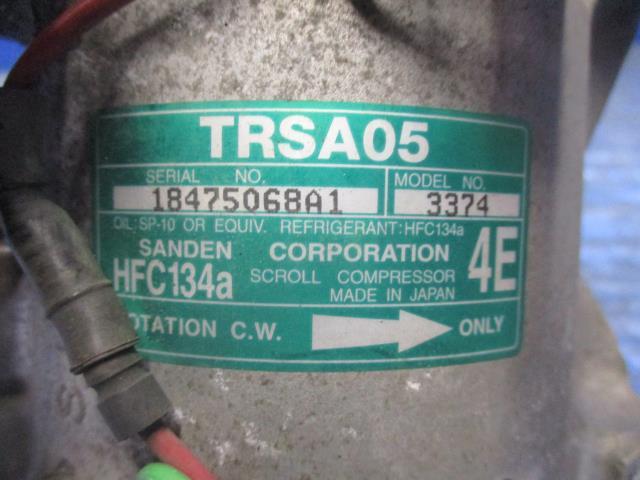 TRSA05
SERIAL NO. MODEL NO.
18475068A1 3374
OIL: SP-10 OR EQUIV. REFRIGERANT: HFC134a
SANDEN CORPORATION
HFC134a SCROLL COMPRESSOR 4E
MADE IN JAPAN
OTATION C.W. ONLY
S